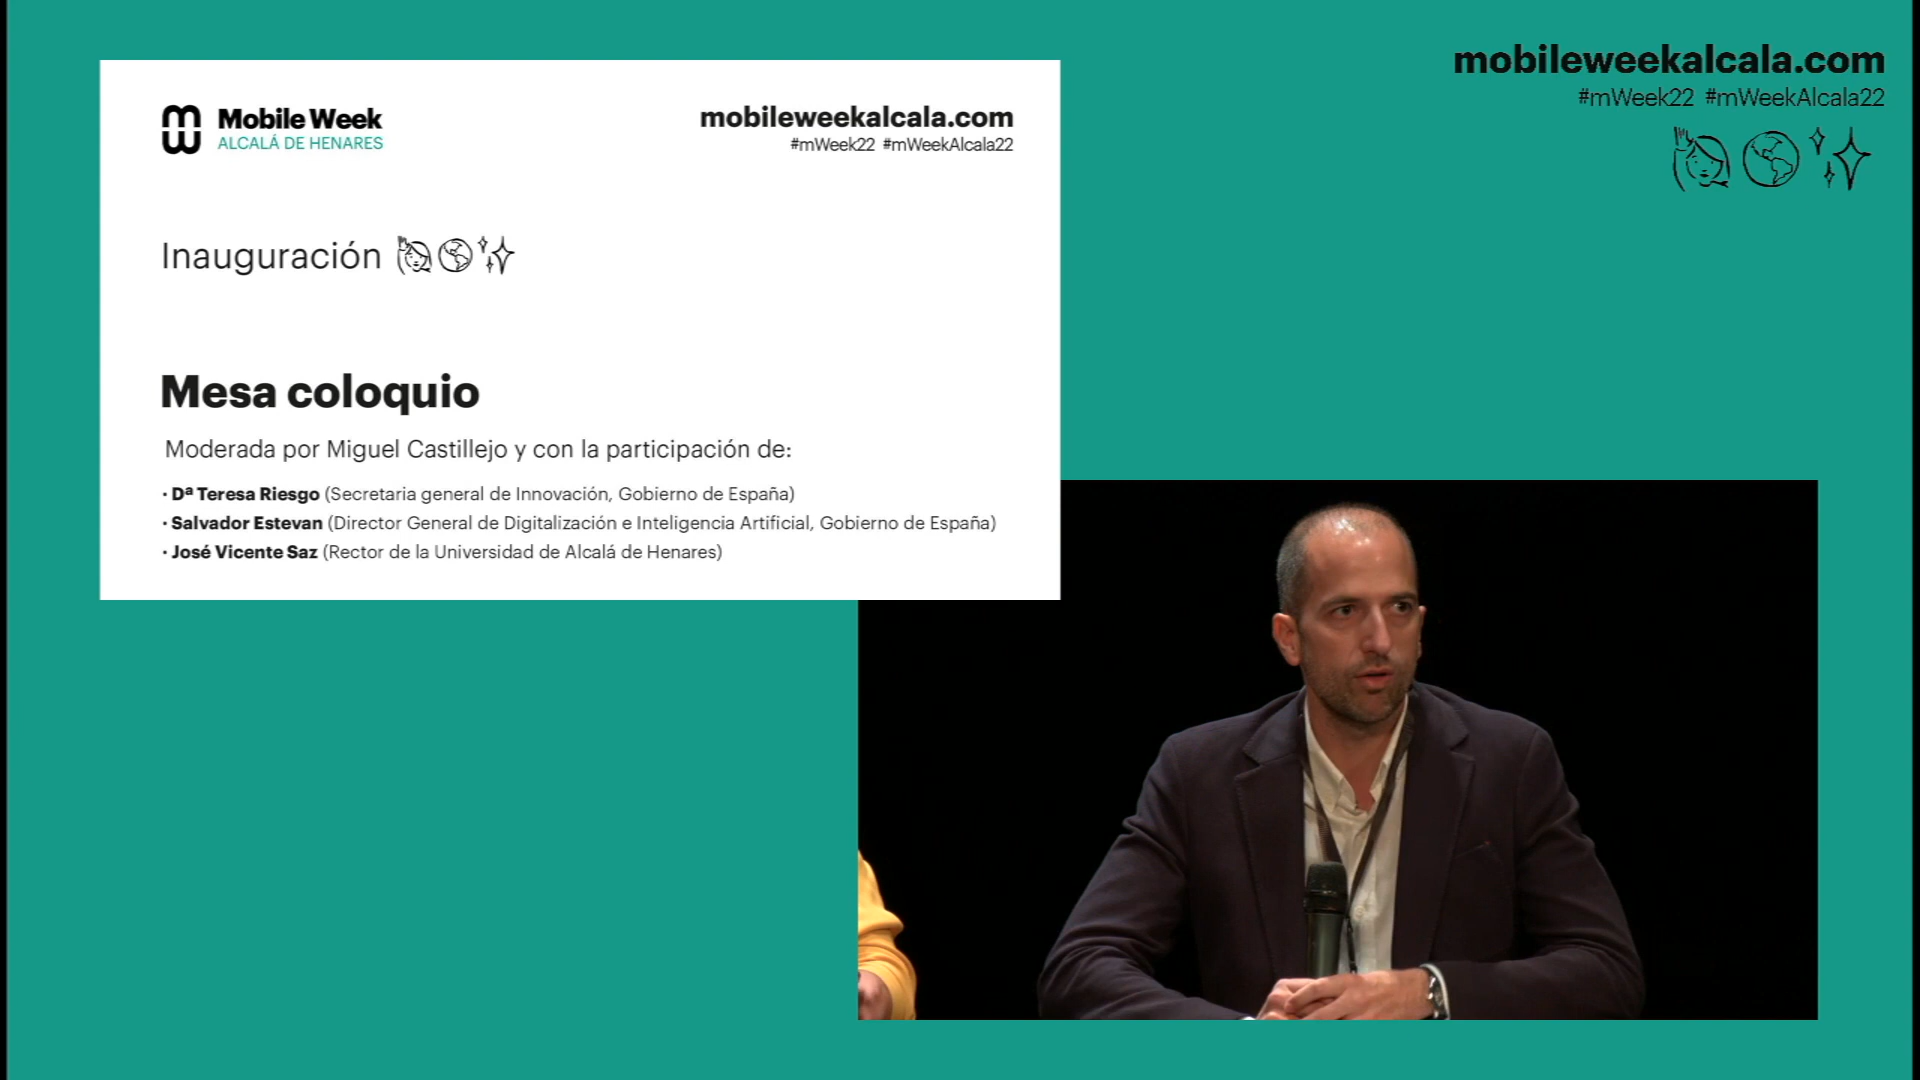 Mobile Week
ALCALÁ DE HENARES
mobileweekalcala.com
#mWeek22 #mWeekAlcala22
Inauguración
Mesa coloquio
Moderada por Miguel Castillejo y con la participación de:
· Dª Teresa Riesgo (Secretaria general de Innovación, Gobierno de España)
· Salvador Estevan (Director General de Digitalización e Inteligencia Artificial, Gobierno de España)
· José Vicente Saz (Rector de la Universidad de Alcalá de Henares)
mobileweekalcala.com
#mWeek22 #mWeekAlcala22